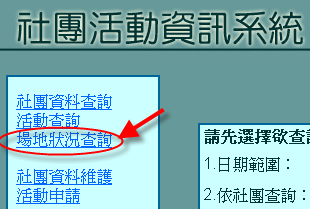 社團活動資訊系統
社團資料查詢
活動查詢
場地狀況查詢
社團資料維護
活動申請
請先選擇欲查
1.日期範圍：
2.依社團查詢：